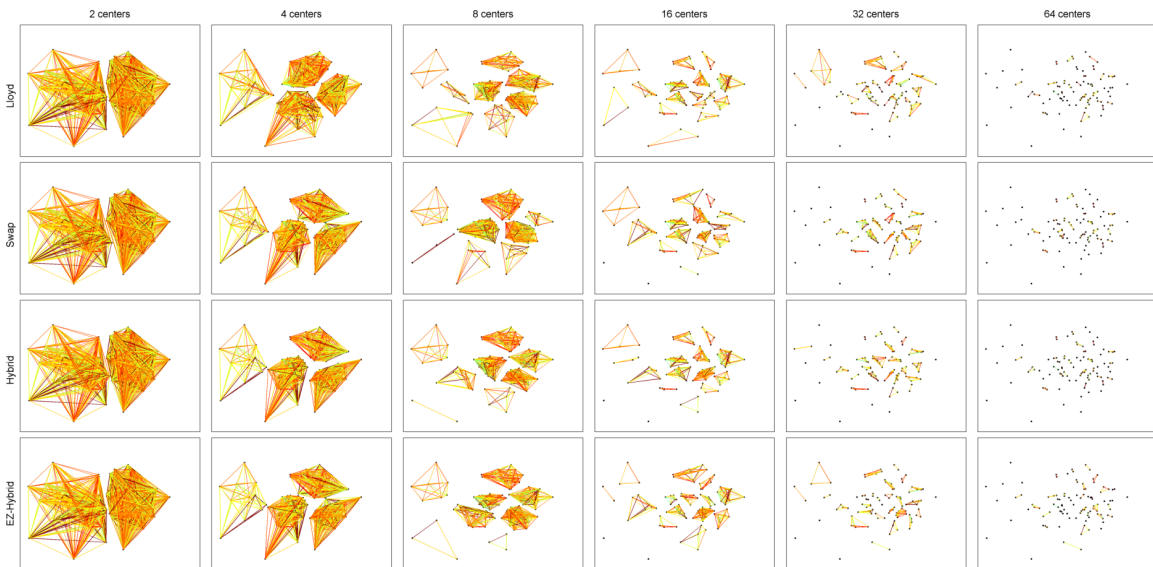 2 centers
4 centers
8 centers
16 centers
32 centers
64 centers
Lloyd
Swap
Hybrid
EZ-Hybrid